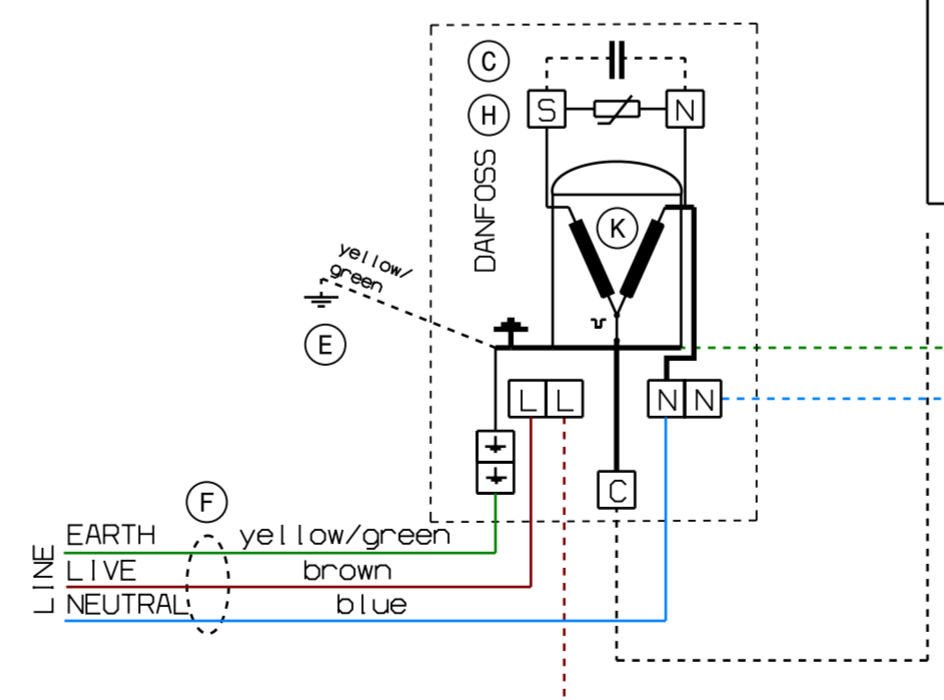 C
S N
H
DANFOSS
K
yellow/
green
E
L L N N
C
F
LINE
EARTH yellow/green
LIVE brown
NEUTRAL blue